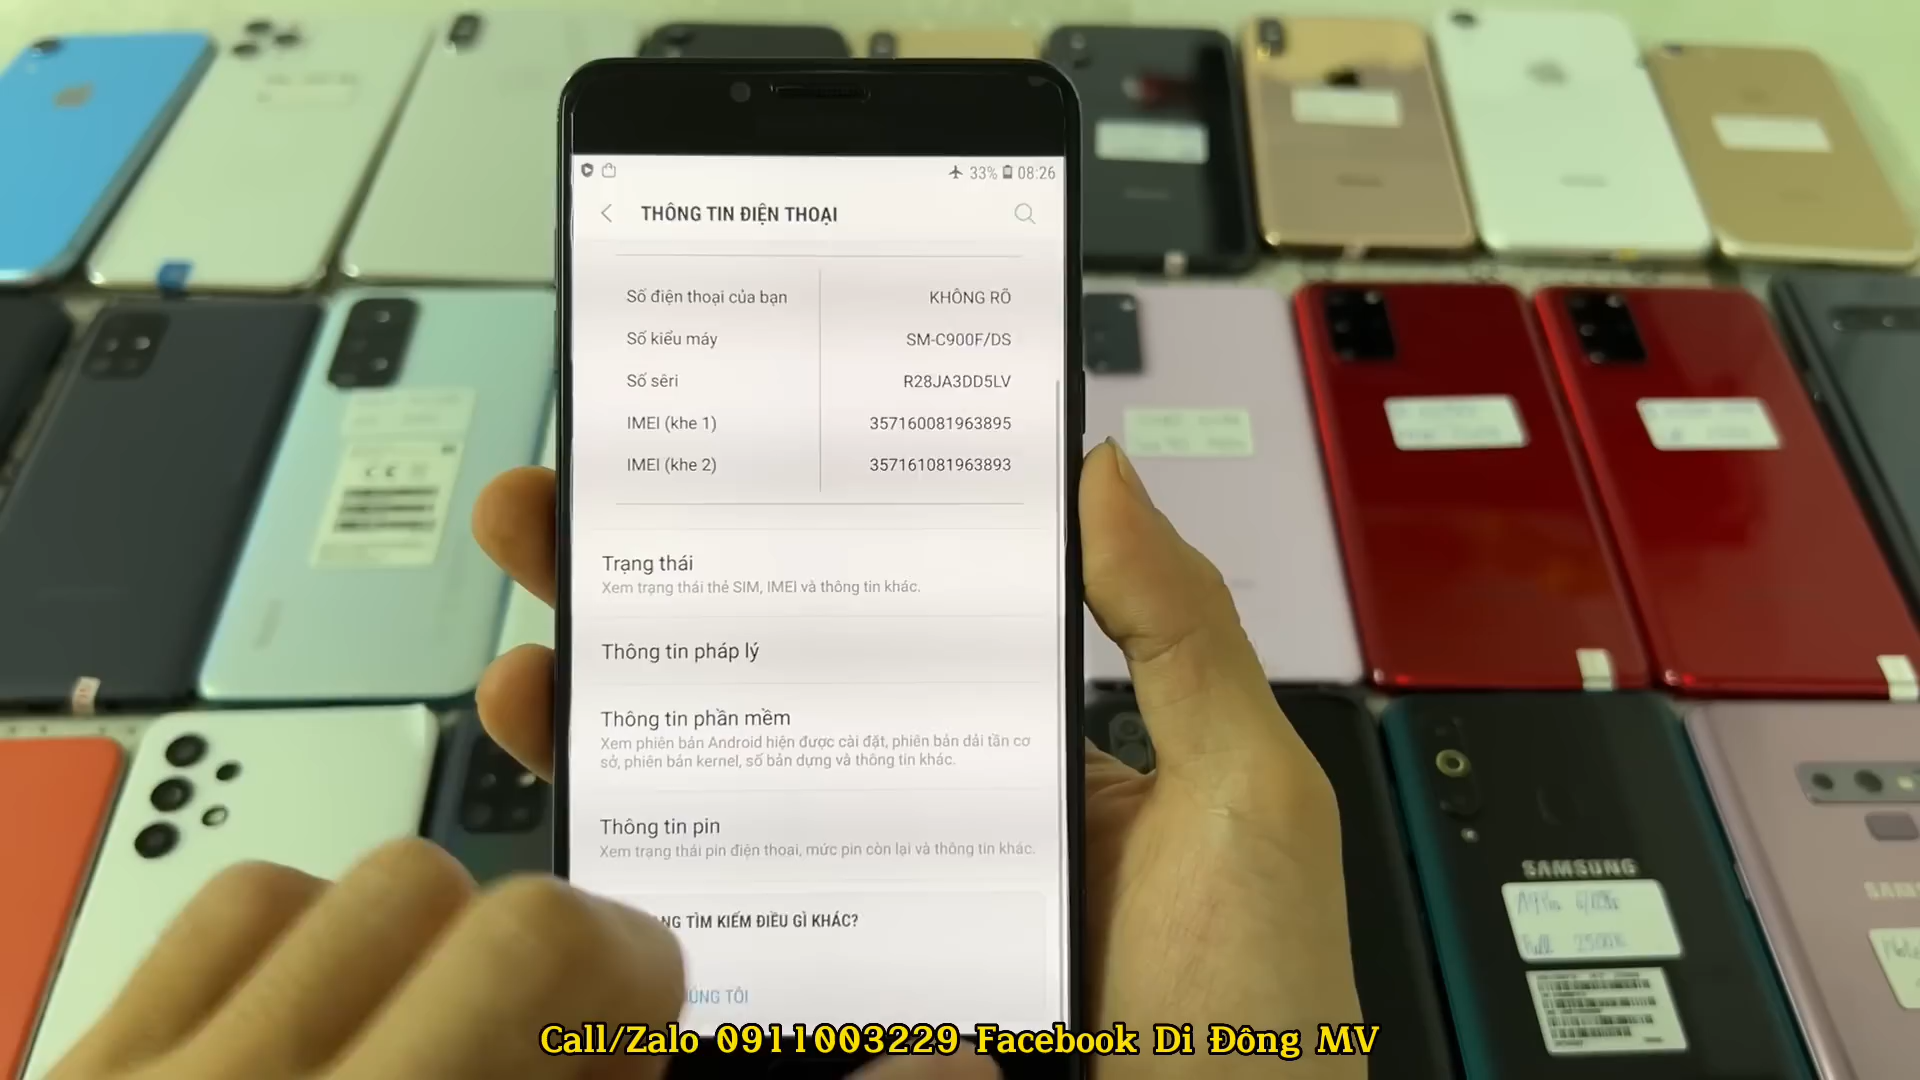 33% 08:26
THÔNG TIN ĐIỆN THOẠI
Số điện thoại của bạn KHÔNG RÕ
Số kiểu máy SM-C900F/DS
Số sêri R28JA3DD5LV
IMEI (khe 1) 357160081963895
IMEI (khe 2) 357161081963893
Trạng thái
Xem trạng thái thẻ SIM, IMEI và thông tin khác.
Thông tin pháp lý
Thông tin phần mềm
Xem phiên bản Android hiện được cài đặt, phiên bản dải tần cơ
sở, phiên bản kernel, số bản dựng và thông tin khác.
Thông tin pin
Xem trạng thái pin điện thoại, mức pin còn lại và thông tin khác.
TÌM KIẾM ĐIỀU GÌ KHÁC?
TÔI
SAMSUNG
Call/Zalo 0911003229 Facebook Di Động MV